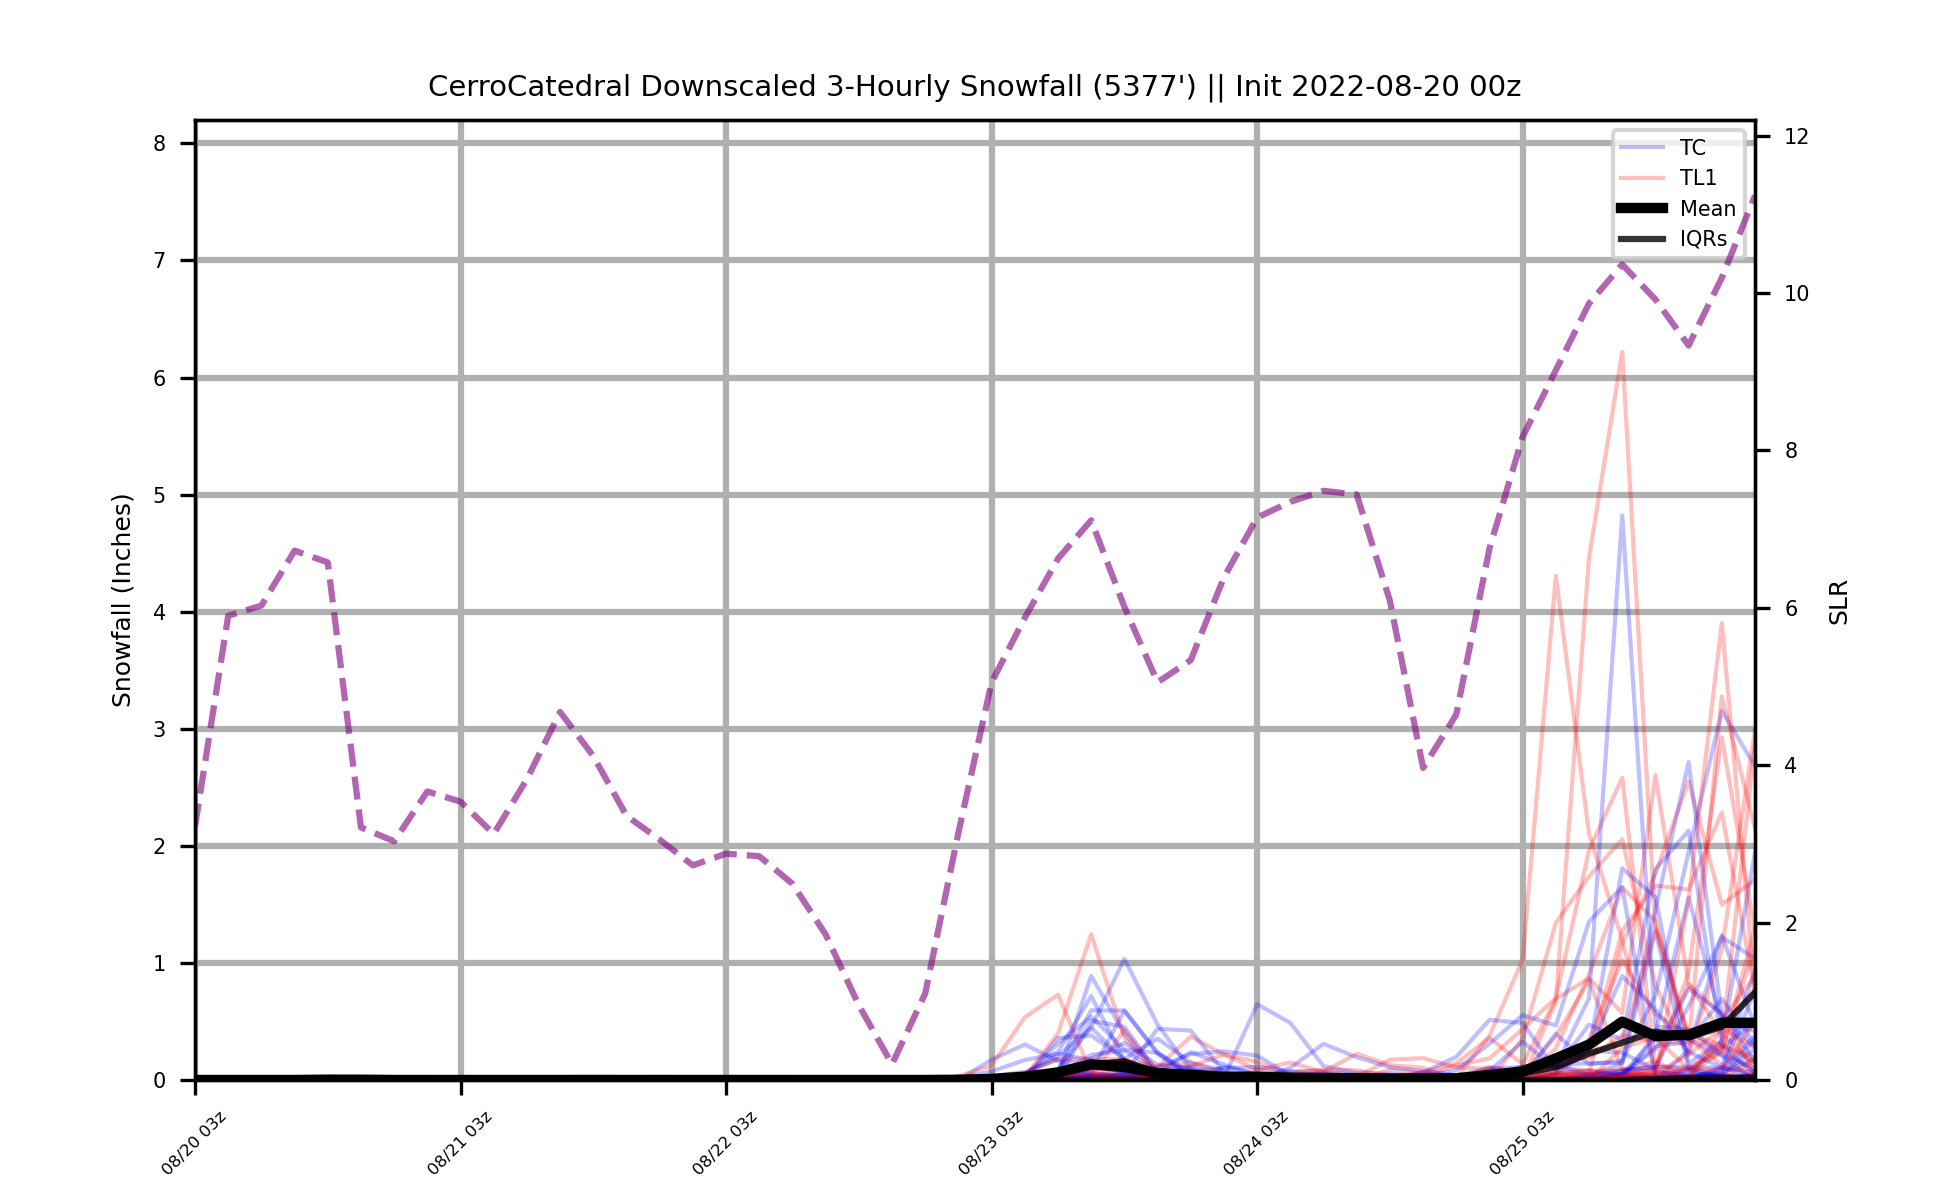 CerroCatedral Downscaled 3-Hourly Snowfall (5377') || Init 2022-08-20 00z
8
7
6
5
4
3
2
1
0
Snowfall (Inches)
12
10
8
6
4
2
0
SLR
TC
TL1
Mean
IQRs
08/20 03z
08/21 03z
08/22 03z
08/23 03z
08/24 03z
08/25 03z